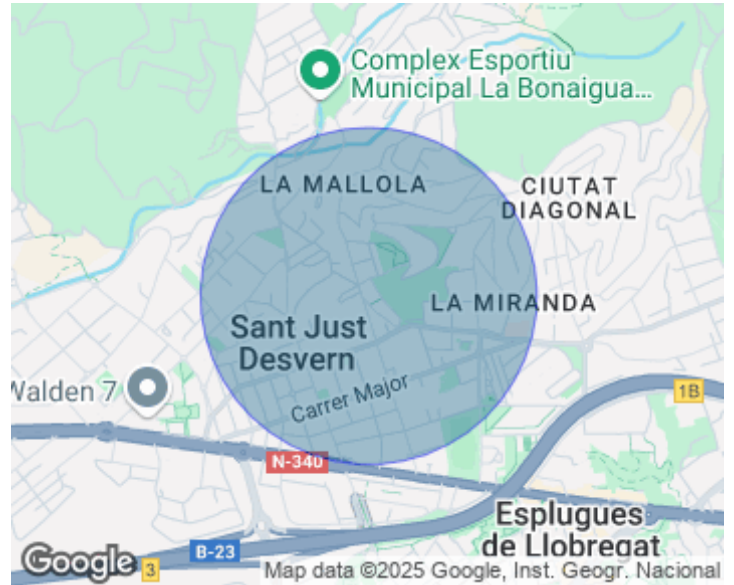 Complex Esportiu
Municipal La Bonaigua...
LA MALLOLA
CIUTAT
DIAGONAL
LA MIRANDA
Sant Just
Desvern
Walden 7
Carrer Major
1B
N-340
Esplugues
de Llobregat
B-23
3
Google
Map data ©2025 Google, Inst. Geogr. Nacional